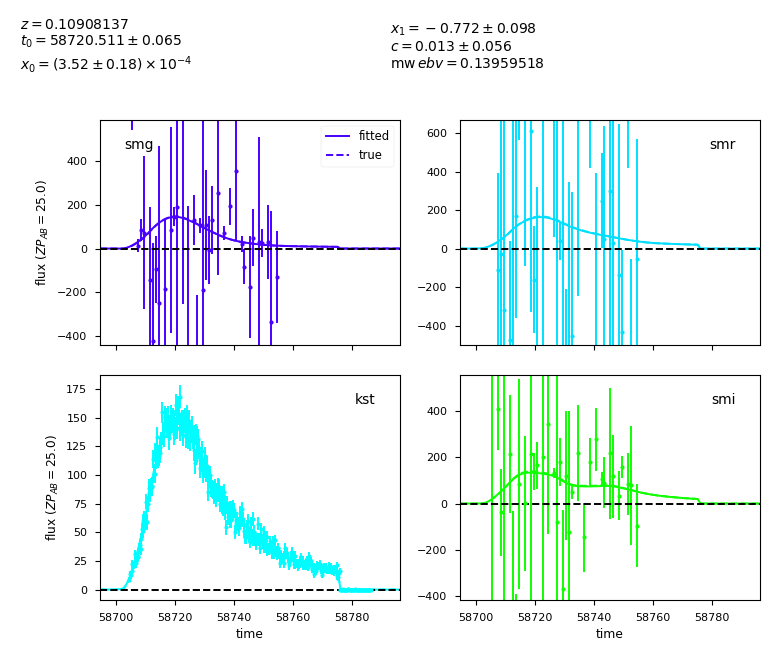 z = 0.10908137
t₀ = 58720.511 ± 0.065
x₀ = (3.52 ± 0.18) × 10⁻⁴
x₁ = −0.772 ± 0.098
c = 0.013 ± 0.056
mw ebv = 0.13959518
smg
fitted
true
400
200
0
−200
−400
flux (ZP_AB = 25.0)
smr
600
400
200
0
−200
−400
kst
175
150
125
100
75
50
25
0
flux (ZP_AB = 25.0)
58700 58720 58740 58760 58780
time
smi
400
200
0
−200
−400
58700 58720 58740 58760 58780
time